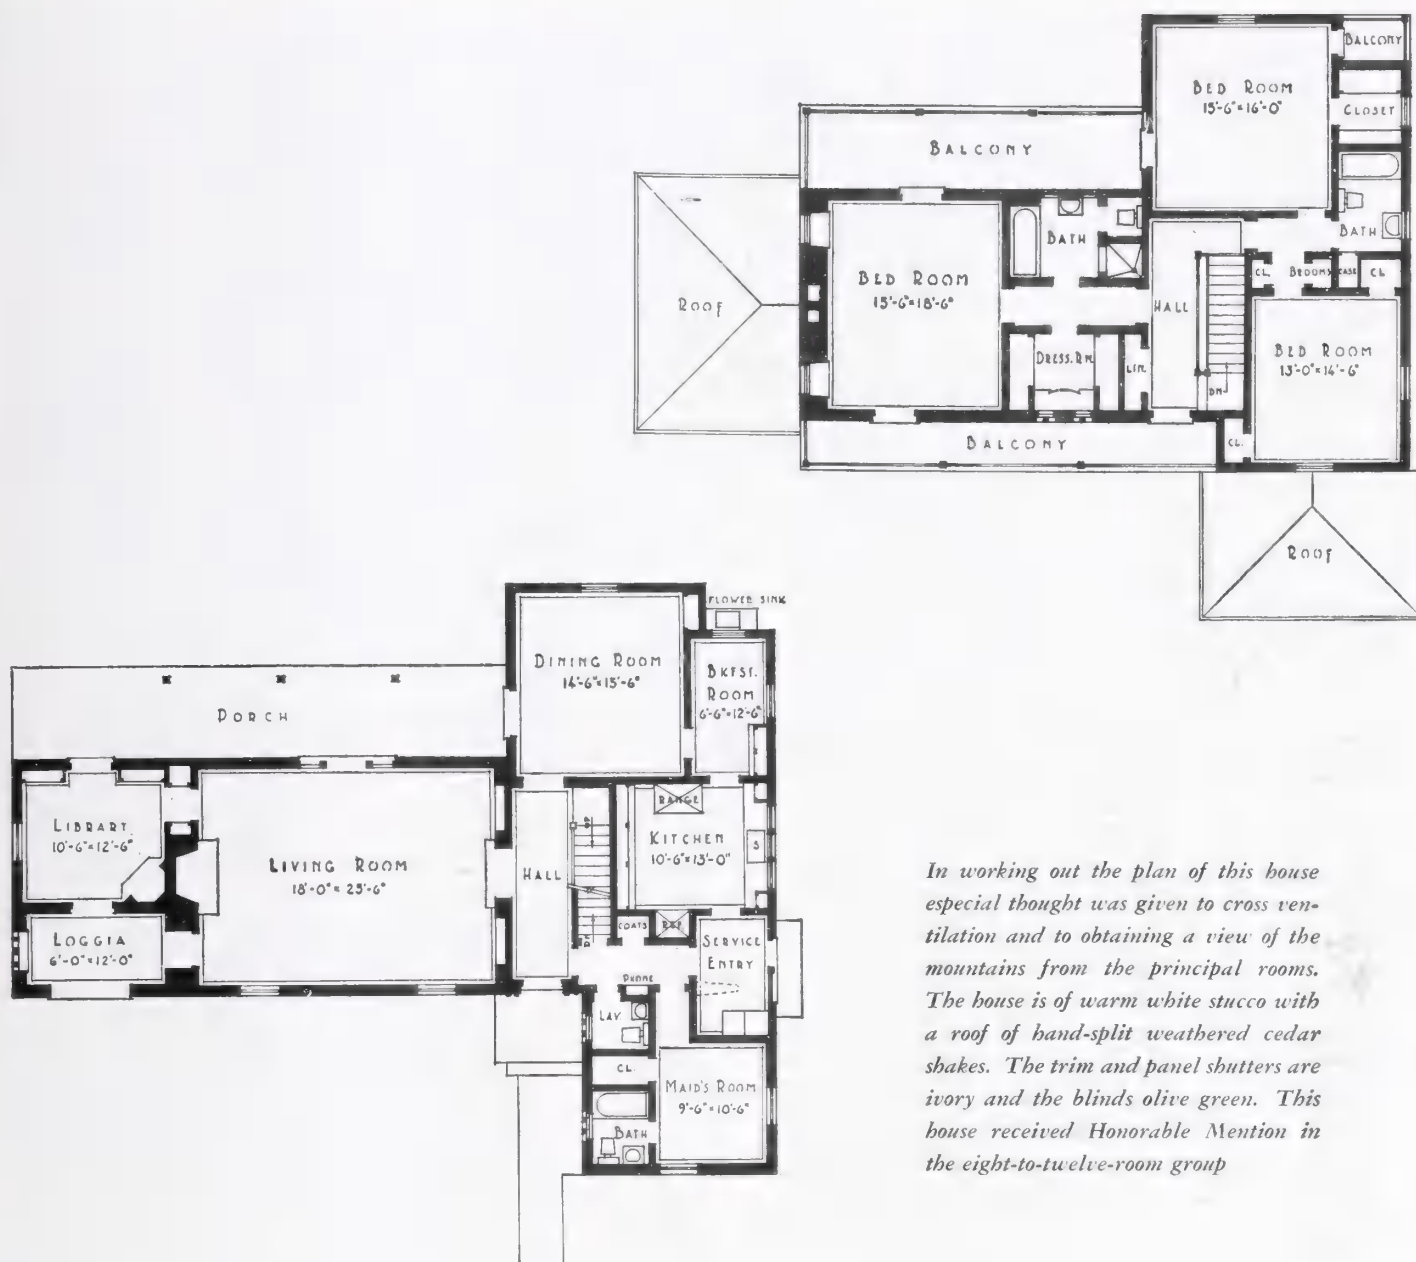 BALCONY
BED ROOM
15'-6"×16'-0"
CLOSET
BALCONY
BATH
BATH
BED ROOM
15'-6"×18'-6"
ROOF
HALL
CL.
BROOMS
CL.
DRESS. RM.
LIN.
DN.
BED ROOM
13'-0"×14'-6"
BALCONY
CL.
ROOF
FLOWER SINK
DINING ROOM
14'-6"×15'-6"
BKFST.
ROOM
6'-6"×12'-6"
PORCH
RANGE
LIBRARY
10'-6"×12'-6"
LIVING ROOM
18'-0"×25'-6"
HALL
UP
KITCHEN
10'-6"×13'-0"
S
LOGGIA
6'-0"×12'-0"
DN
COATS
REF.
SERVICE
ENTRY
PHONE
LAV.
CL.
MAID'S ROOM
9'-6"×10'-6"
BATH
In working out the plan of this house
especial thought was given to cross ven-
tilation and to obtaining a view of the
mountains from the principal rooms.
The house is of warm white stucco with
a roof of hand-split weathered cedar
shakes. The trim and panel shutters are
ivory and the blinds olive green. This
house received Honorable Mention in
the eight-to-twelve-room group